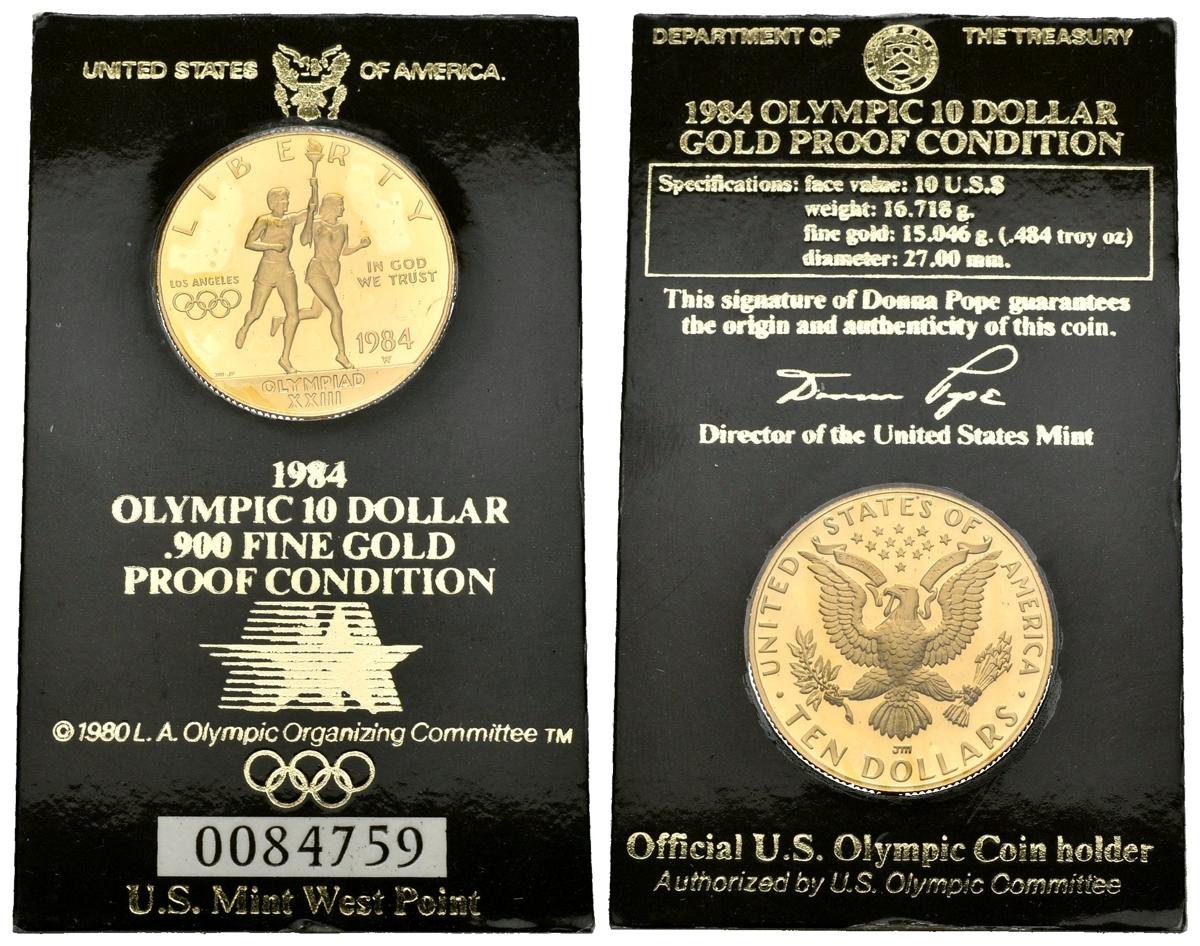 UNITED STATES OF AMERICA.
LIBERTY
LOS ANGELES
IN GOD
WE TRUST
1984
W
OLYMPIAD
XXIII
1984
OLYMPIC 10 DOLLAR
.900 FINE GOLD
PROOF CONDITION
© 1980 L. A. Olympic Organizing Committee TM
0084759
U.S. Mint West Point
DEPARTMENT OF THE TREASURY
1984 OLYMPIC 10 DOLLAR
GOLD PROOF CONDITION
Specifications: face value: 10 U.S.$
weight: 16.718 g.
fine gold: 15.046 g. (.484 troy oz)
diameter: 27.00 mm.
This signature of Donna Pope guarantees
the origin and authenticity of this coin.
Donna Pope
Director of the United States Mint
· UNITED STATES OF AMERICA ·
JM
TEN DOLLARS
Official U.S. Olympic Coin holder
Authorized by U.S. Olympic Committee